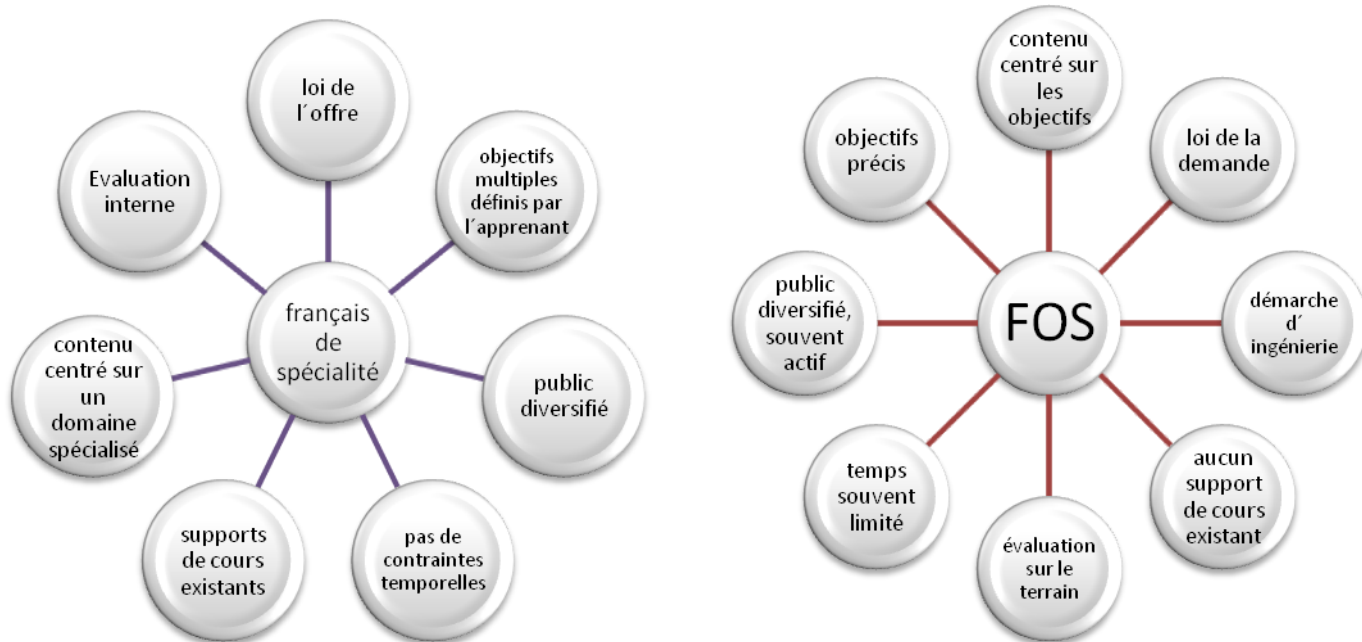 loi de
l´offre
objectifs
multiples
définis par
l´apprenant
public
diversifié
pas de
contraintes
temporelles
supports
de cours
existants
contenu
centré sur
un
domaine
spécialisé
Evaluation
interne
français
de
spécialité
contenu
centré sur
les
objectifs
loi de la
demande
démarche
d´
ingénierie
aucun
support
de cours
existant
évaluation
sur le
terrain
temps
souvent
limité
public
diversifié,
souvent
actif
objectifs
précis
FOS